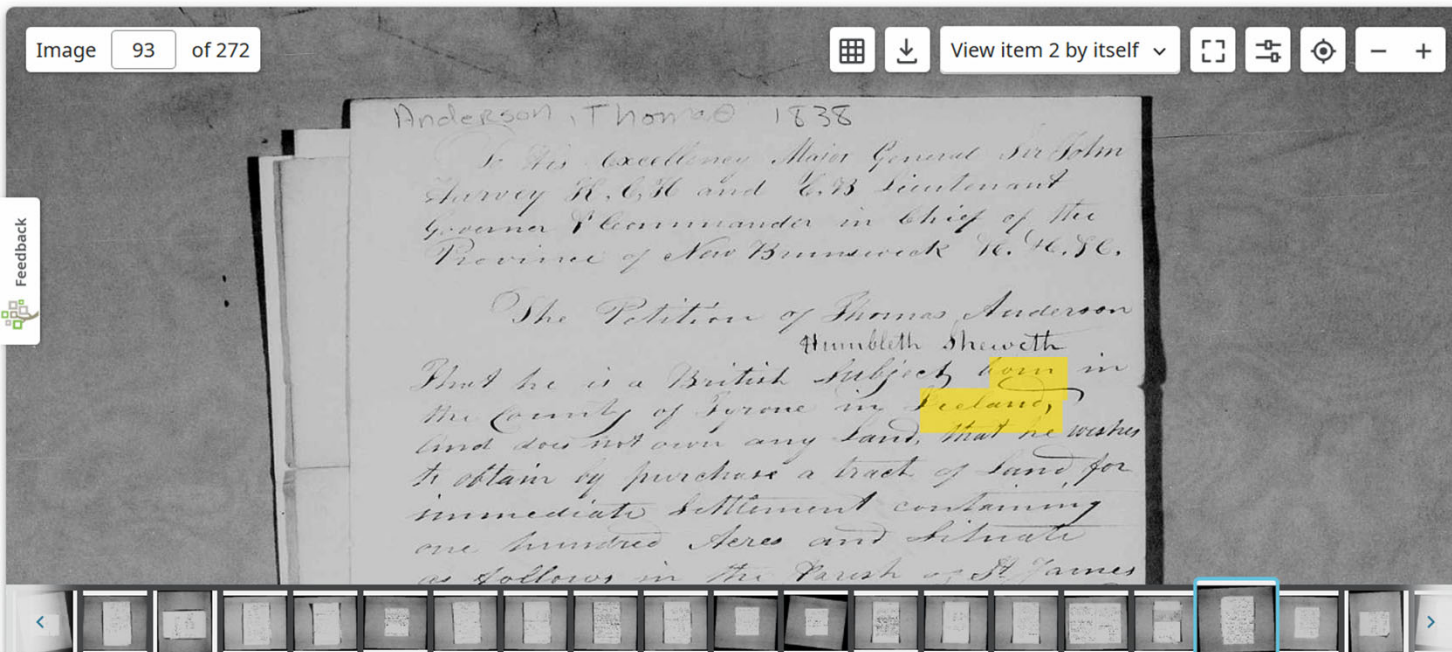 Image 93 of 272
View item 2 by itself
Feedback
Anderson, Thomas 1838
To His Excellency Major General Sir John
Harvey K.C.H and C.B Lieutenant
Governor & Commander in Chief of the
Province of New Brunswick &. &. &c.
The Petition of Thomas Anderson
Humbleth Sheweth
That he is a British Subject born in
the County of Tyrone in Ireland,
and does not own any Land, that he wishes
to obtain by purchase a tract of Land, for
immediate Settlement containing
one hundred Acres and Situate
as follows in the Parish of St James